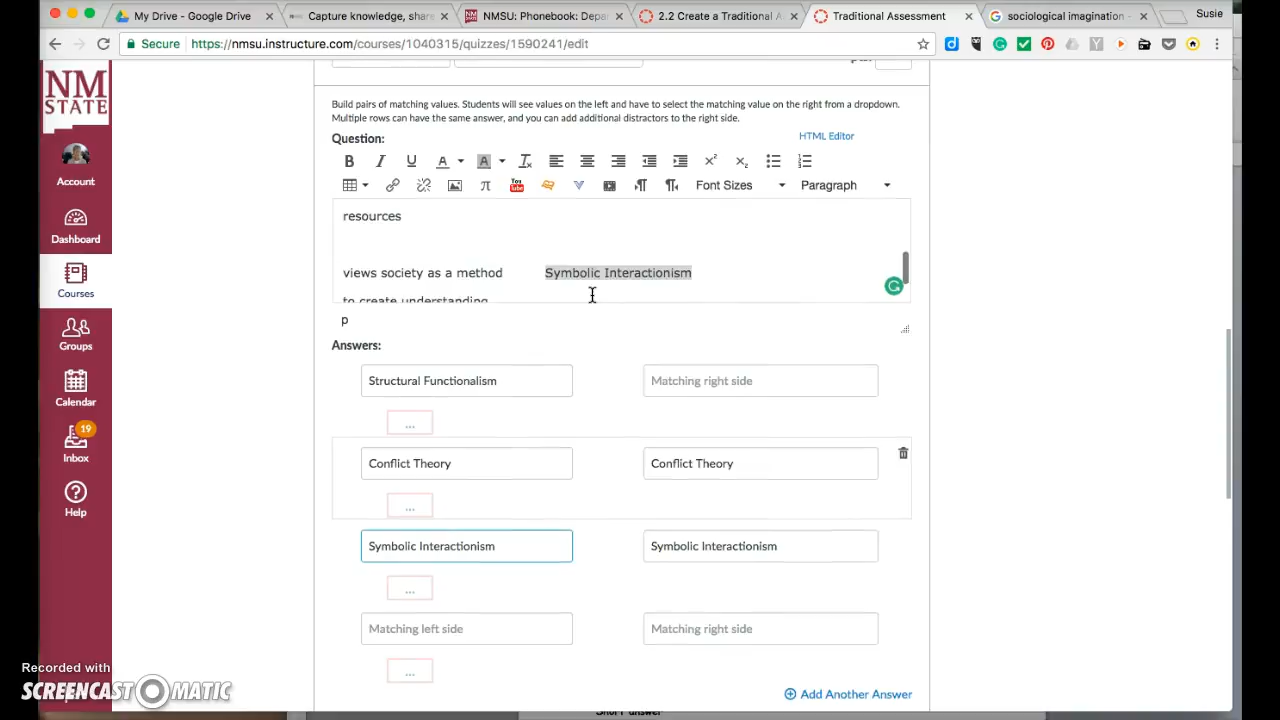 My Drive - Google Drive
Capture knowledge, share
NMSU: Phonebook: Depa
2.2 Create a Traditional A
Traditional Assessment
sociological imagination -
Susie
Secure
https://nmsu.instructure.com/courses/1040315/quizzes/1590241/edit
NM
STATE
Account
Dashboard
Courses
Groups
Calendar
19
Inbox
Help
Build pairs of matching values. Students will see values on the left and have to select the matching value on the right from a dropdown.
Multiple rows can have the same answer, and you can add additional distractors to the right side.
Question:
HTML Editor
Font Sizes
Paragraph
resources
views society as a method Symbolic Interactionism
to create understanding
p
Answers:
Structural Functionalism
Matching right side
...
Conflict Theory
Conflict Theory
...
Symbolic Interactionism
Symbolic Interactionism
...
Matching left side
Matching right side
...
Add Another Answer
Recorded with
SCREENCAST-O-MATIC